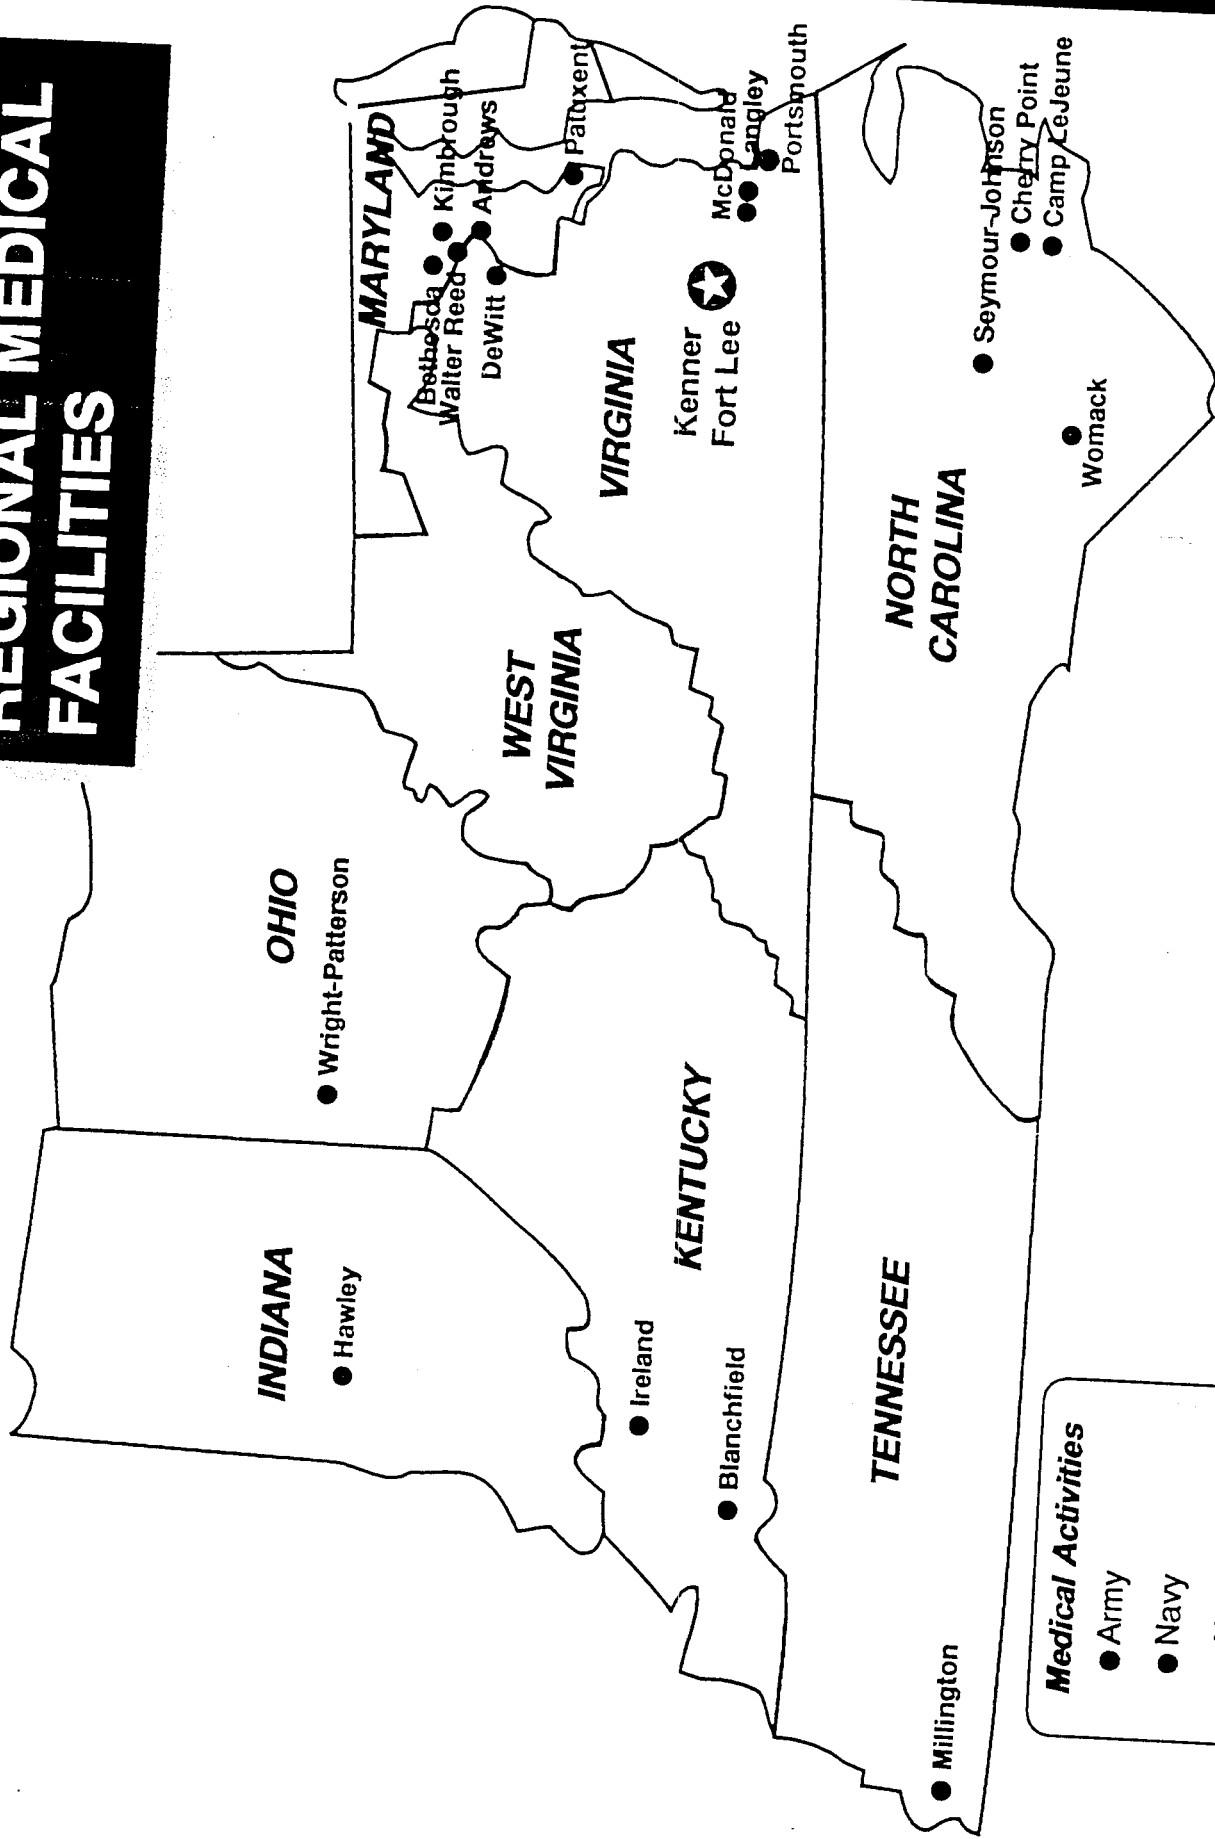 REGIONAL MEDICAL
FACILITIES
MARYLAND
Kimbrough
Andrews
Bethesda
Walter Reed
DeWitt
Patuxent
OHIO
Wright-Patterson
INDIANA
Hawley
WEST
VIRGINIA
VIRGINIA
Kenner
Fort Lee
McDonald
Langley
Portsmouth
KENTUCKY
Ireland
Blanchfield
NORTH
CAROLINA
Seymour-Johnson
Cherry Point
Camp LeJeune
Womack
TENNESSEE
Millington
Medical Activities
Army
Navy